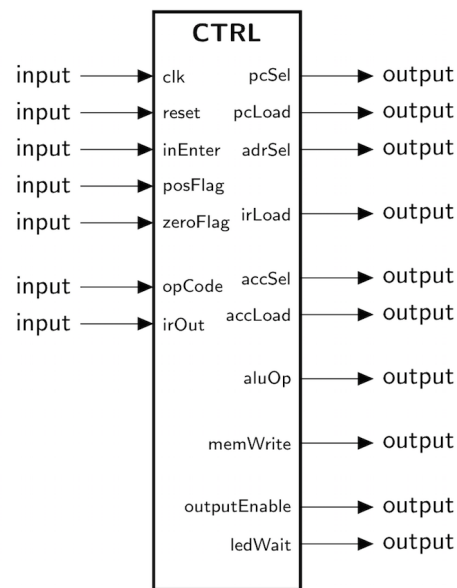 CTRL
input clk pcSel output
input reset pcLoad output
input inEnter adrSel output
input posFlag
input zeroFlag irLoad output
input opCode accSel output
input irOut accLoad output
aluOp output
memWrite output
outputEnable output
ledWait output